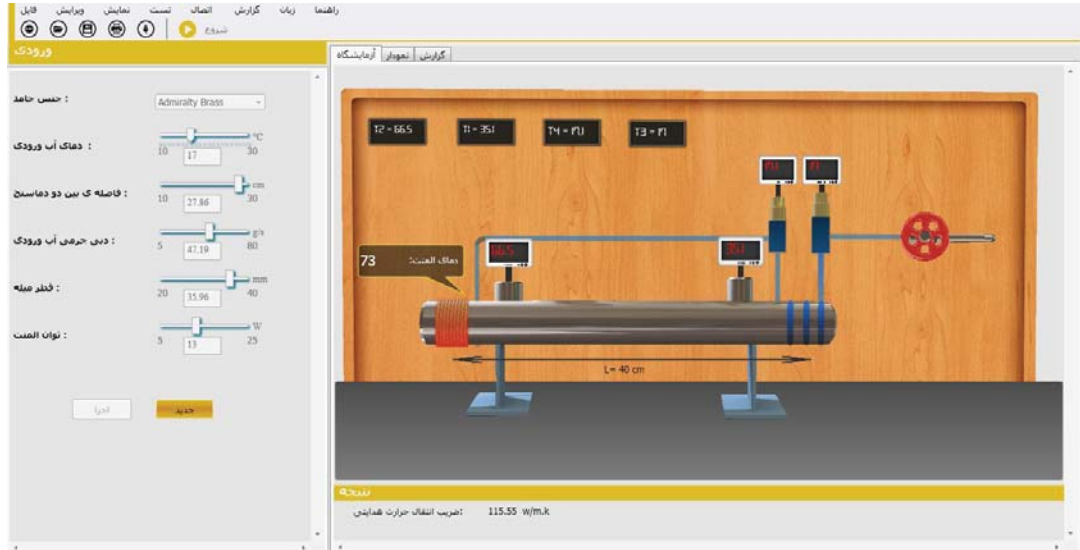 فایل ویرایش نمایش تست اتصال گزارش زبان راهنما
شروع
ورودی
آزمایشگاه نمودار گزارش
جنس جامد : Admiralty Brass
دمای آب ورودی : °C
10 17 30
فاصله ی بین دو دماسنج : cm
10 27.86 30
دبی جرمی آب ورودی : g/s
5 47.19 80
قطر میله : mm
20 35.96 40
توان المنت : W
5 13 25
اجرا جدید
T2 = 66.5 T1 = 35.1
66.5 35.1
دمای المنت: 73
L= 40 cm
نتیجه
ضریب انتقال حرارت هدایتی: 115.55 w/m.k